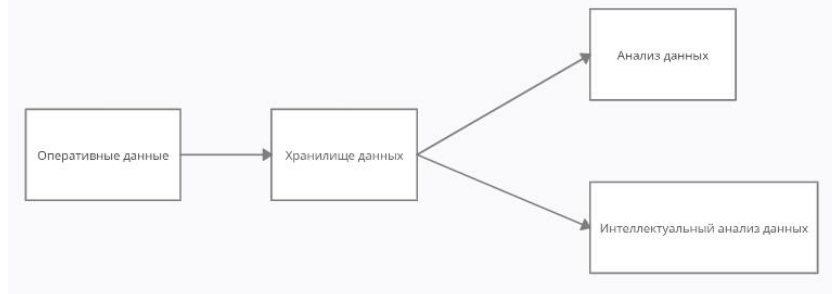 Оперативные данные
Хранилище данных
Анализ данных
Интеллектуальный анализ данных